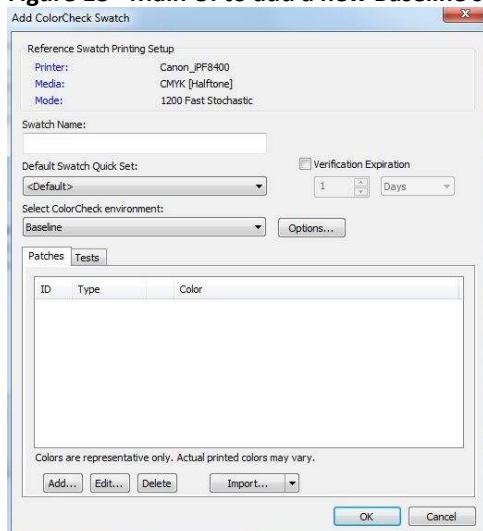 Add ColorCheck Swatch
Reference Swatch Printing Setup
Printer: Canon_iPF8400
Media: CMYK [Halftone]
Mode: 1200 Fast Stochastic
Swatch Name:
Default Swatch Quick Set:
Verification Expiration
<Default>
1 Days
Select ColorCheck environment:
Baseline
Options...
Patches Tests
ID Type Color
Colors are representative only. Actual printed colors may vary.
Add... Edit... Delete Import...
OK Cancel